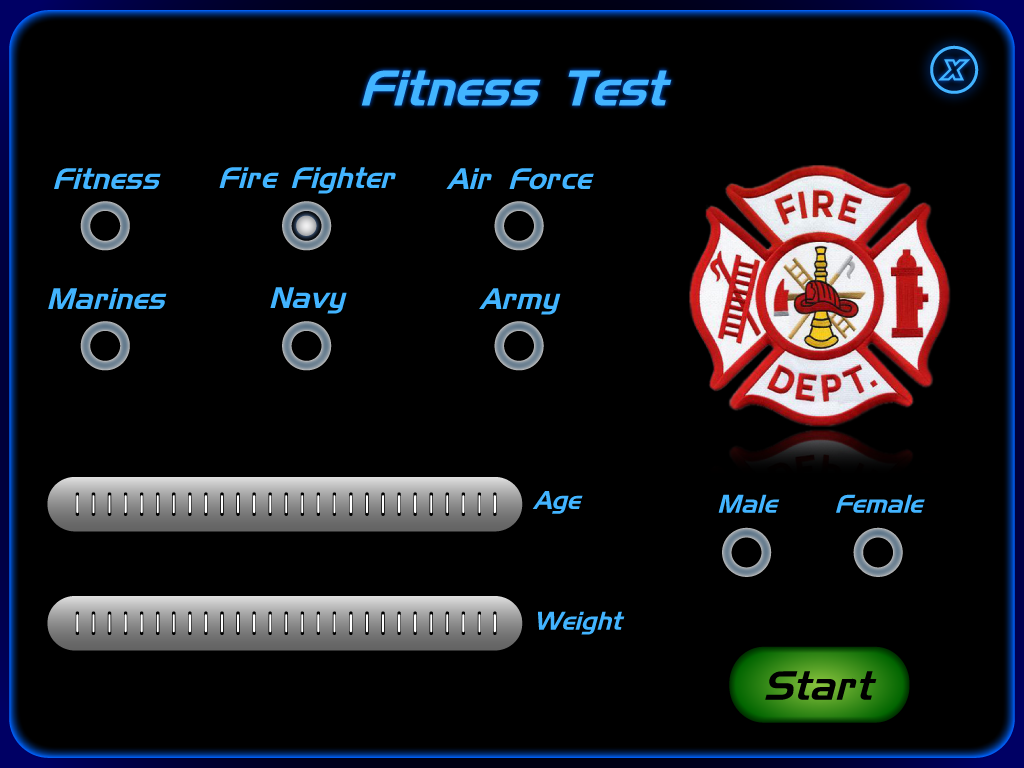 Fitness Test
X
Fitness
Fire Fighter
Air Force
Marines
Navy
Army
FIRE
DEPT.
Age
Male
Female
Weight
Start